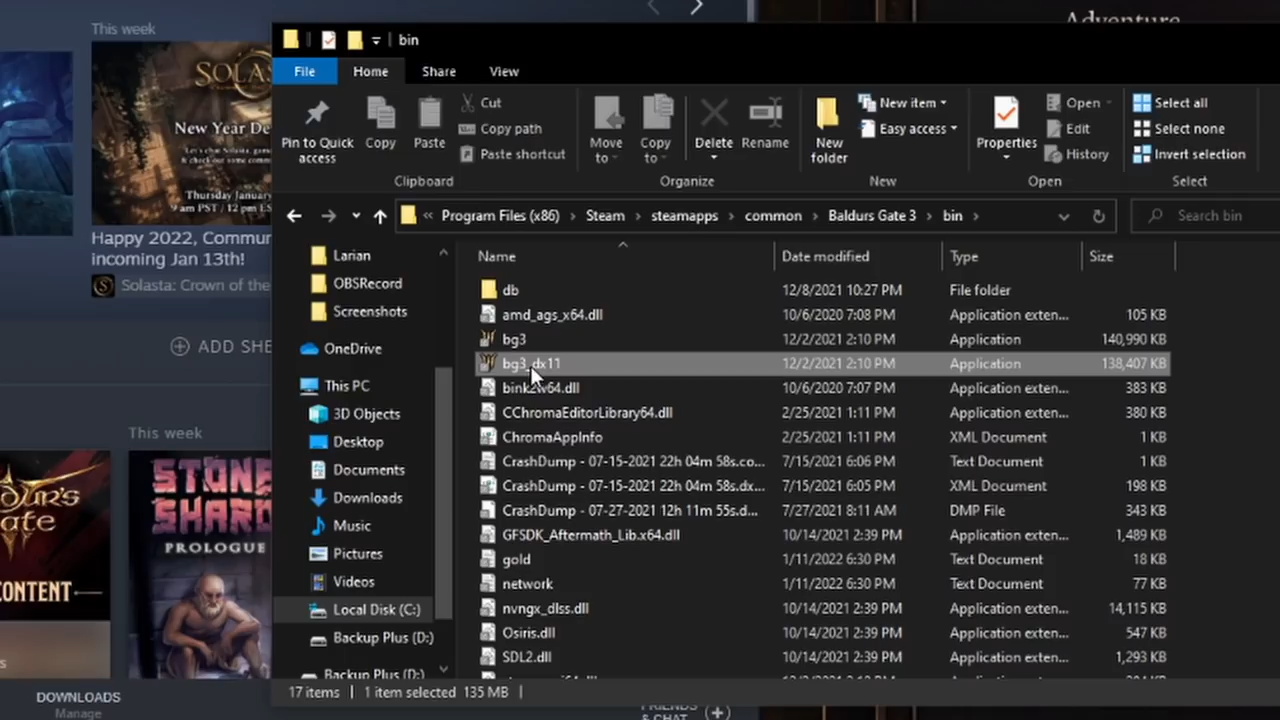 This week
SOLAS
New Year De
Let's chat Solasta, game
& check out some commu
Thursday January
9 am PST / 12 pm ES
Happy 2022, Commun
incoming Jan 13th!
Solasta: Crown of the
ADD SHE
This week
CONTENT
STONE
SHARD
PROLOGUE
DOWNLOADS
Manage
Adventure
bin
File
Home
Share
View
Pin to Quick
access
Copy
Paste
Cut
Copy path
Paste shortcut
Clipboard
Move
to
Copy
to
Delete
Rename
Organize
New
folder
New item
Easy access
New
Properties
Open
Edit
History
Open
Select all
Select none
Invert selection
Select
« Program Files (x86) > Steam > steamapps > common > Baldurs Gate 3 > bin >
Search bin
Larian
OBSRecord
Screenshots
OneDrive
This PC
3D Objects
Desktop
Documents
Downloads
Music
Pictures
Videos
Local Disk (C:)
Backup Plus (D:)
Backup Plus (D:)
Name Date modified Type Size
db 12/8/2021 10:27 PM File folder
amd_ags_x64.dll 10/6/2020 7:08 PM Application exten... 105 KB
bg3 12/2/2021 2:10 PM Application 140,990 KB
bg3_dx11 12/2/2021 2:10 PM Application 138,407 KB
bink2w64.dll 10/6/2020 7:07 PM Application exten... 383 KB
CChromaEditorLibrary64.dll 2/25/2021 1:11 PM Application exten... 380 KB
ChromaAppInfo 2/25/2021 1:11 PM XML Document 1 KB
CrashDump - 07-15-2021 22h 04m 58s.co... 7/15/2021 6:06 PM Text Document 1 KB
CrashDump - 07-15-2021 22h 04m 58s.dx... 7/15/2021 6:05 PM XML Document 198 KB
CrashDump - 07-27-2021 12h 11m 55s.d... 7/27/2021 8:11 AM DMP File 343 KB
GFSDK_Aftermath_Lib.x64.dll 10/14/2021 2:39 PM Application exten... 1,489 KB
gold 1/11/2022 6:30 PM Text Document 18 KB
network 1/11/2022 6:30 PM Text Document 77 KB
nvngx_dlss.dll 10/14/2021 2:39 PM Application exten... 14,115 KB
Osiris.dll 10/14/2021 2:39 PM Application exten... 547 KB
SDL2.dll 10/14/2021 2:39 PM Application exten... 1,293 KB
17 items | 1 item selected 135 MB |
FRIENDS
& CHAT